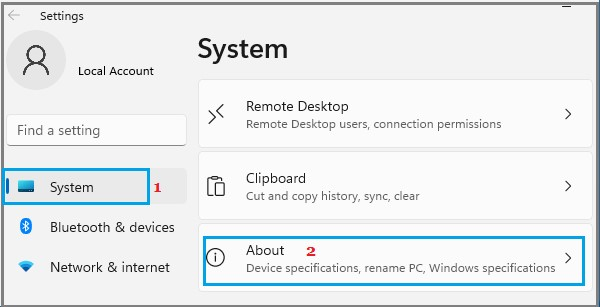 Settings
Local Account
Find a setting
System 1
Bluetooth & devices
Network & internet
System
Remote Desktop
Remote Desktop users, connection permissions
Clipboard
Cut and copy history, sync, clear
About 2
Device specifications, rename PC, Windows specifications